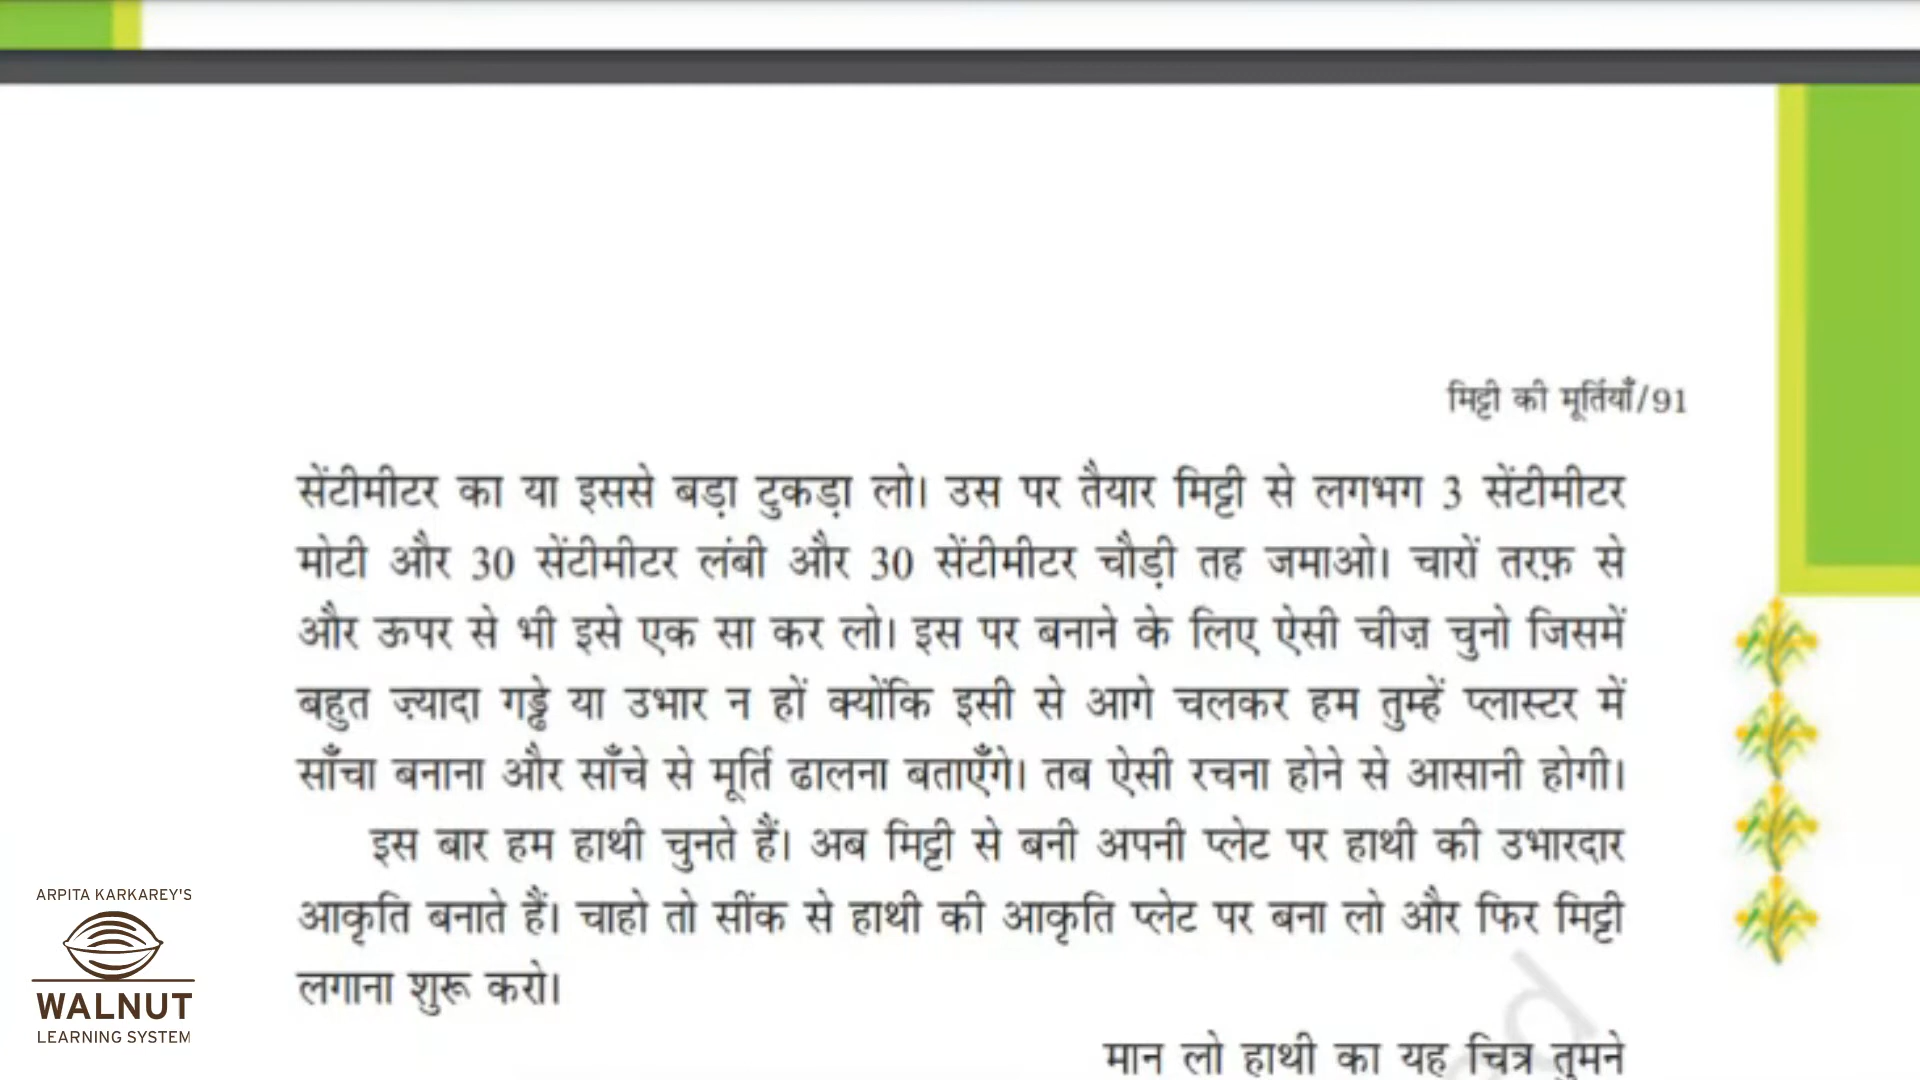 मिट्टी की मूर्तियाँ/91
सेंटीमीटर का या इससे बड़ा टुकड़ा लो। उस पर तैयार मिट्टी से लगभग 3 सेंटीमीटर
मोटी और 30 सेंटीमीटर लंबी और 30 सेंटीमीटर चौड़ी तह जमाओ। चारों तरफ़ से
और ऊपर से भी इसे एक सा कर लो। इस पर बनाने के लिए ऐसी चीज़ चुनो जिसमें
बहुत ज़्यादा गड्ढे या उभार न हों क्योंकि इसी से आगे चलकर हम तुम्हें प्लास्टर में
साँचा बनाना और साँचे से मूर्ति ढालना बताएँगे। तब ऐसी रचना होने से आसानी होगी।
इस बार हम हाथी चुनते हैं। अब मिट्टी से बनी अपनी प्लेट पर हाथी की उभारदार
आकृति बनाते हैं। चाहो तो सींक से हाथी की आकृति प्लेट पर बना लो और फिर मिट्टी
लगाना शुरू करो।
मान लो हाथी का यह चित्र तुमने
ARPITA KARKAREY'S
WALNUT
LEARNING SYSTEM